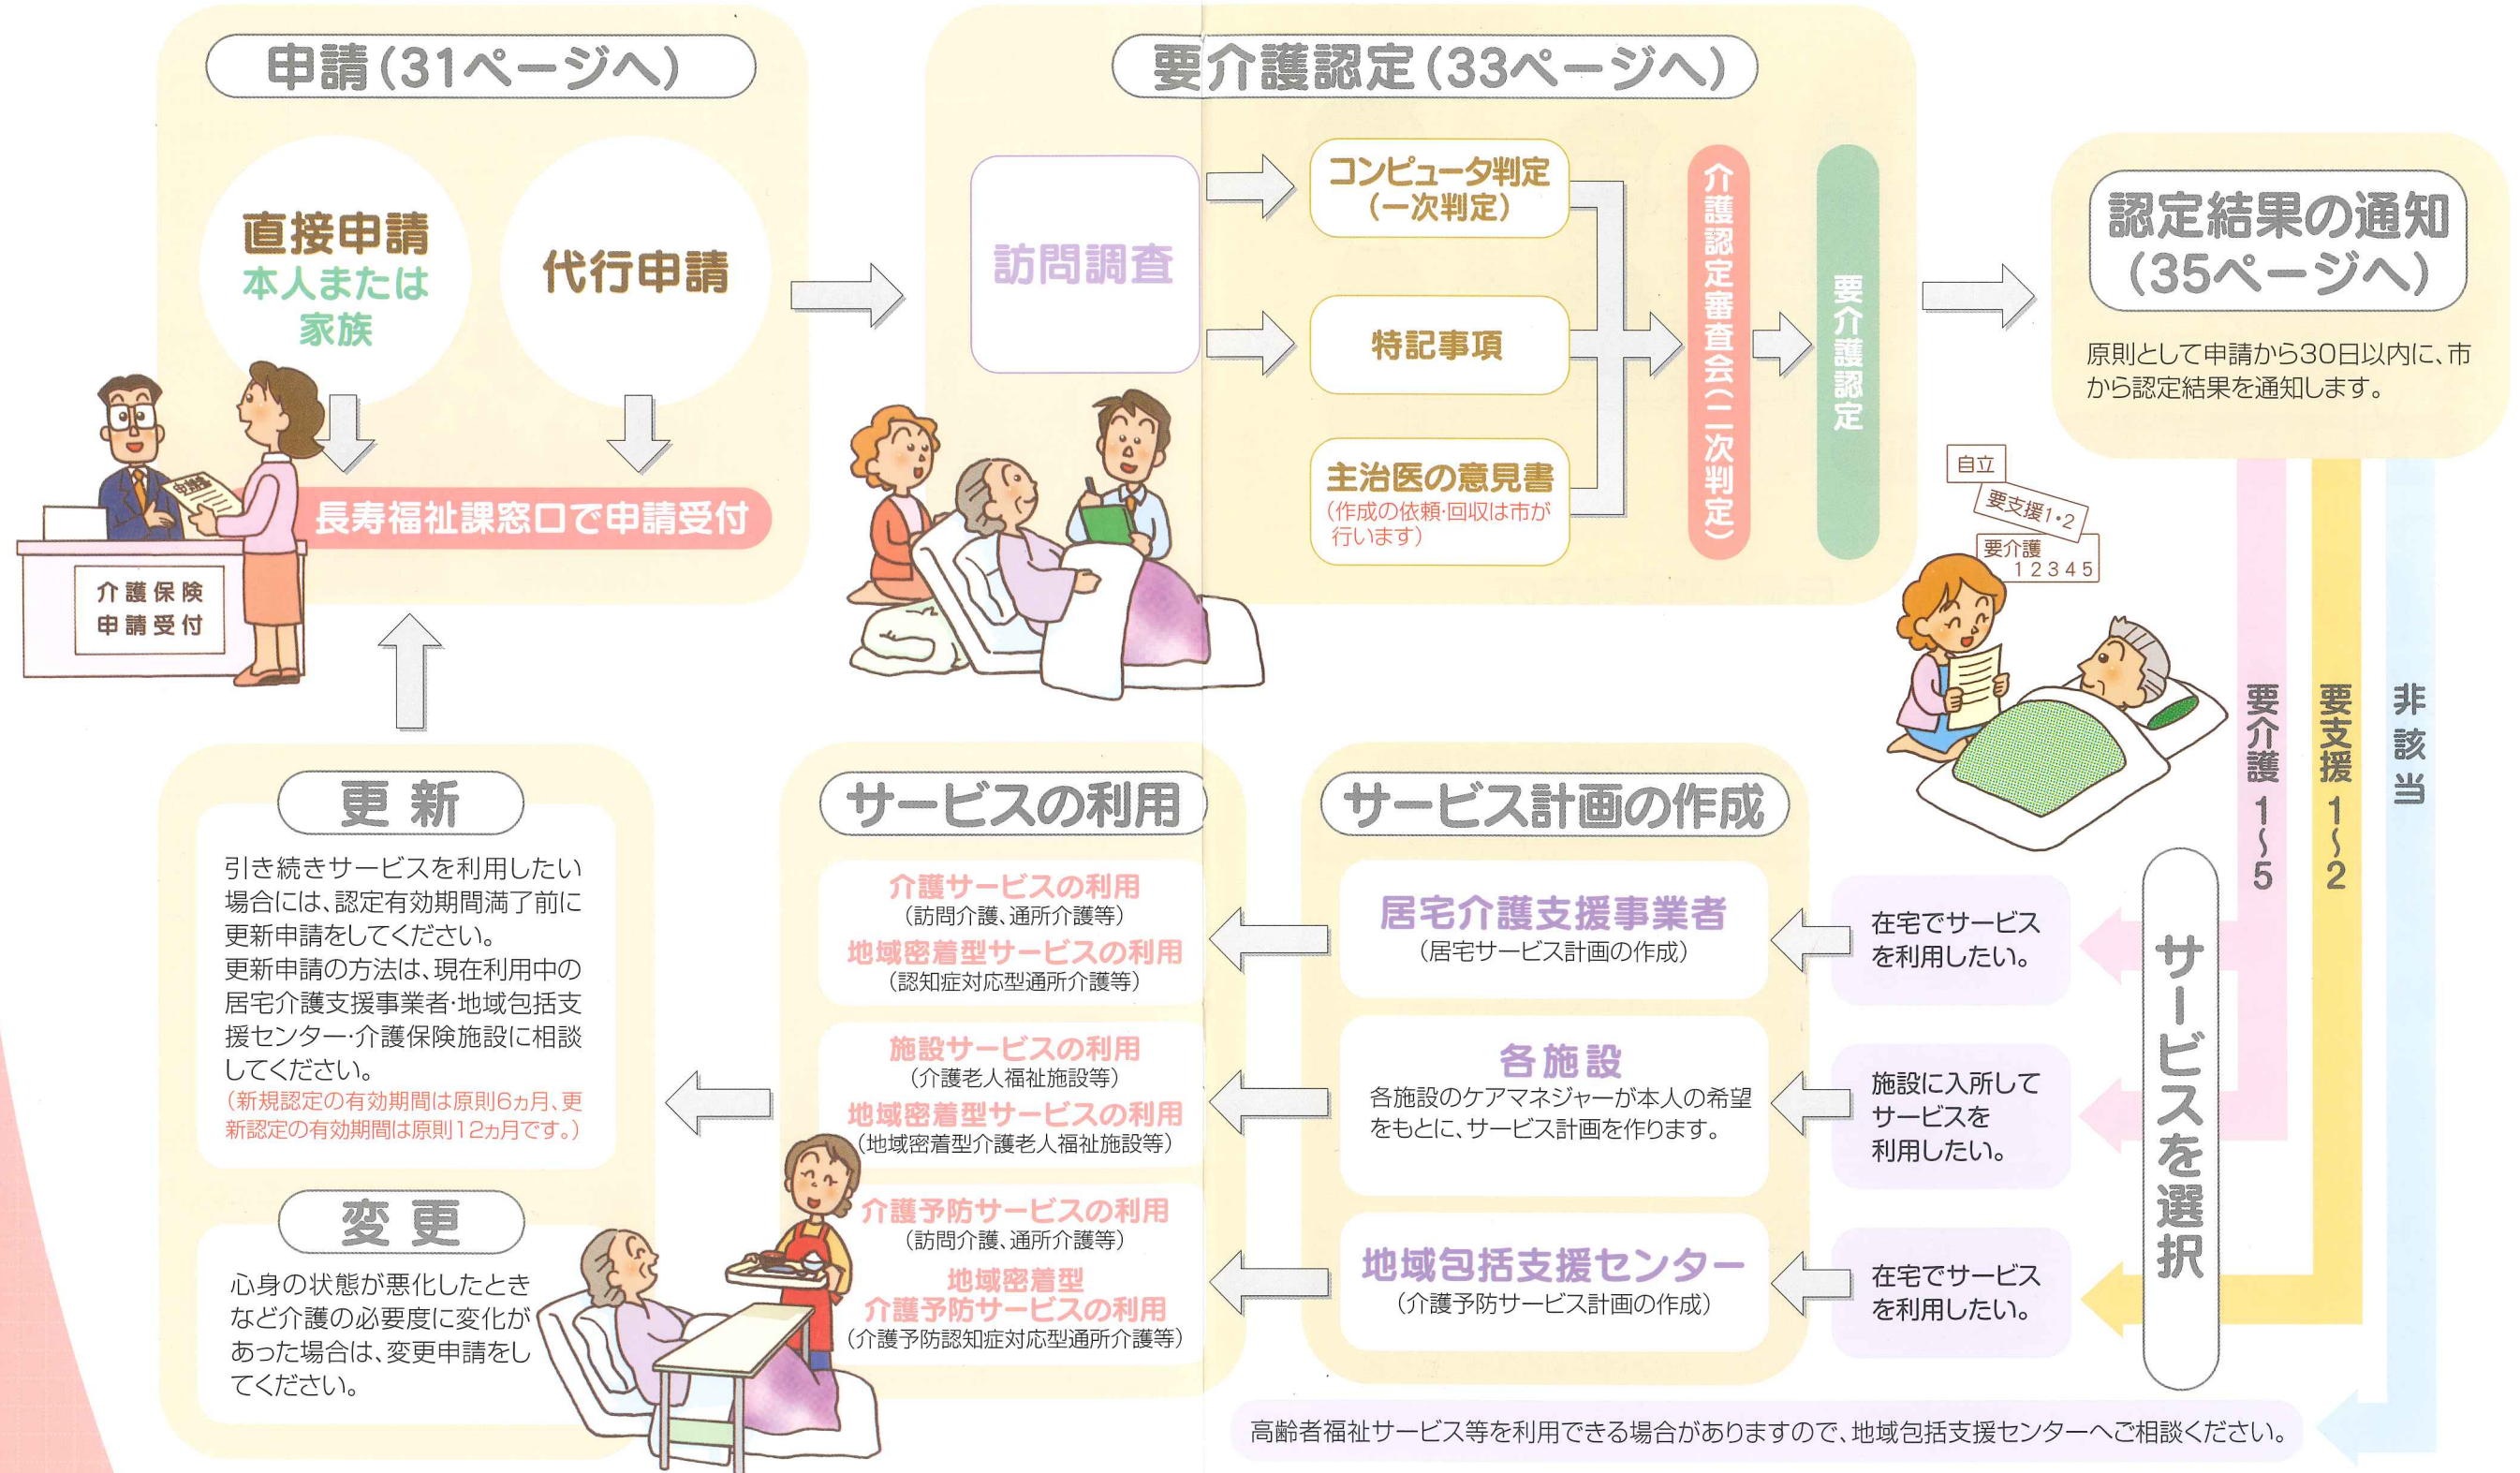 申請(31ページへ)
直接申請
本人または
家族
代行申請
長寿福祉課窓口で申請受付
申請書
介護保険
申請受付
要介護認定(33ページへ)
訪問調査
コンピュータ判定
(一次判定)
特記事項
主治医の意見書
(作成の依頼・回収は市が
行います)
介護認定審査会(二次判定)
要介護認定
認定結果の通知
(35ページへ)
原則として申請から30日以内に、市
から認定結果を通知します。
自立
要支援1・2
要介護
1 2 3 4 5
要介護1〜5
要支援1〜2
非該当
サービスを選択
在宅でサービス
を利用したい。
施設に入所して
サービスを
利用したい。
在宅でサービス
を利用したい。
サービス計画の作成
居宅介護支援事業者
(居宅サービス計画の作成)
各施設
各施設のケアマネジャーが本人の希望
をもとに、サービス計画を作ります。
地域包括支援センター
(介護予防サービス計画の作成)
サービスの利用
介護サービスの利用
(訪問介護、通所介護等)
地域密着型サービスの利用
(認知症対応型通所介護等)
施設サービスの利用
(介護老人福祉施設等)
地域密着型サービスの利用
(地域密着型介護老人福祉施設等)
介護予防サービスの利用
(訪問介護、通所介護等)
地域密着型
介護予防サービスの利用
(介護予防認知症対応型通所介護等)
更新
引き続きサービスを利用したい
場合には、認定有効期間満了前に
更新申請をしてください。
更新申請の方法は、現在利用中の
居宅介護支援事業者・地域包括支
援センター・介護保険施設に相談
してください。
(新規認定の有効期間は原則6ヵ月、更
新認定の有効期間は原則12ヵ月です。)
変更
心身の状態が悪化したとき
など介護の必要度に変化が
あった場合は、変更申請をし
てください。
高齢者福祉サービス等を利用できる場合がありますので、地域包括支援センターへご相談ください。